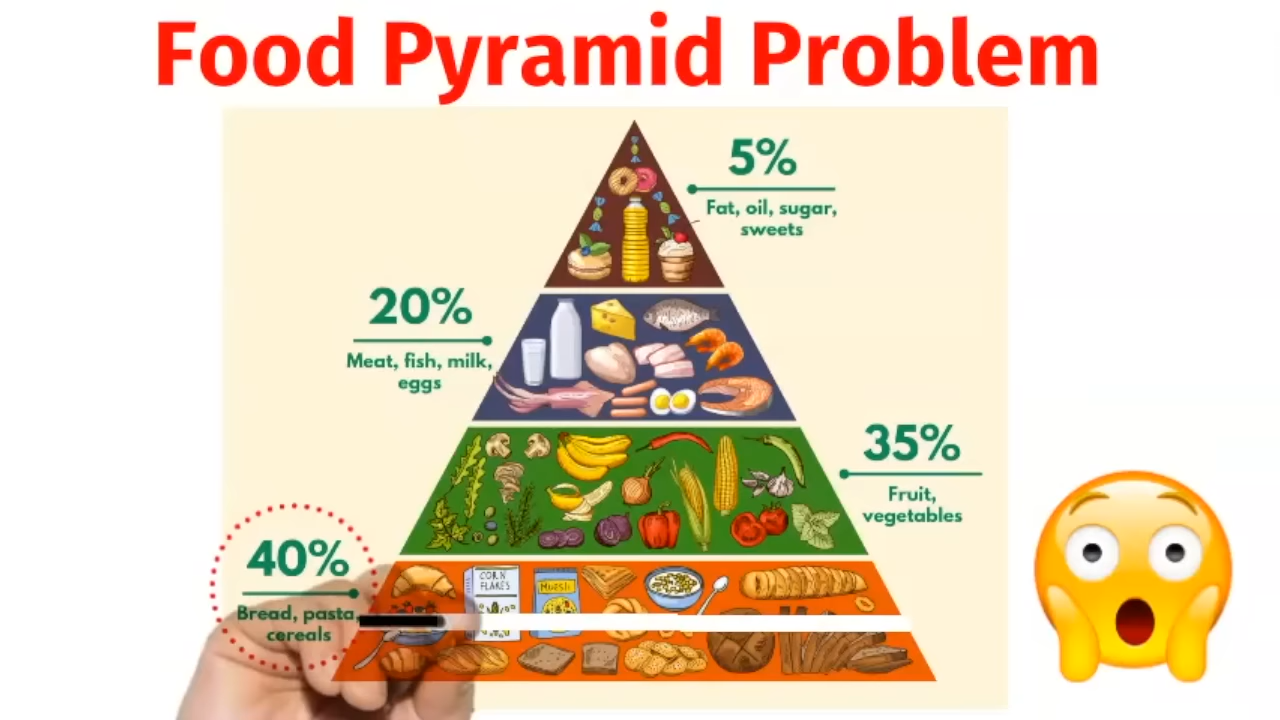 Food Pyramid Problem
5%
Fat, oil, sugar,
sweets
20%
Meat, fish, milk,
eggs
35%
Fruit,
vegetables
40%
Bread, pasta,
cereals
CORN
FLAKES
MUESLI